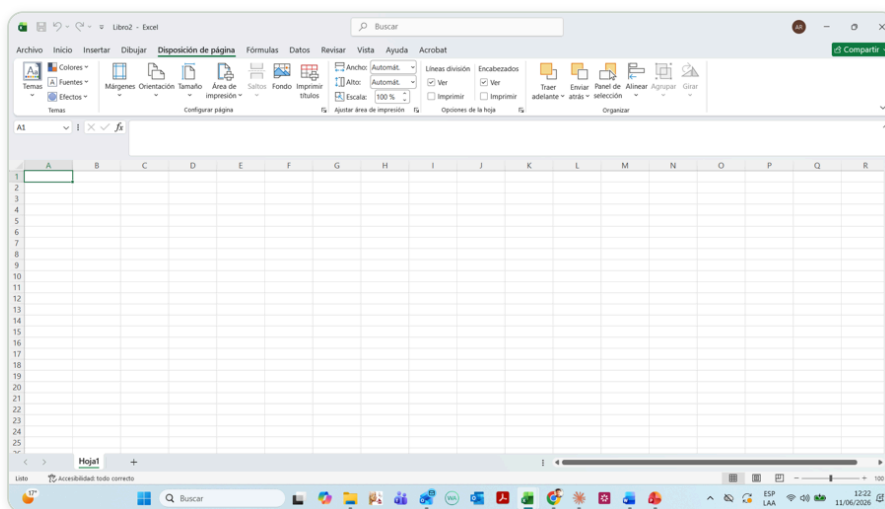 Libro2 - Excel
Buscar
AR
Archivo Inicio Insertar Dibujar Disposición de página Fórmulas Datos Revisar Vista Ayuda Acrobat
Compartir
Colores
Fuentes
Efectos
Temas
Márgenes Orientación Tamaño Área de impresión Saltos Fondo Imprimir títulos
Ancho: Automát.
Alto: Automát.
Escala: 100 %
Líneas división Encabezados
Ver Ver
Imprimir Imprimir
Traer adelante Enviar atrás Panel de selección Alinear Agrupar Girar
Temas Configurar página Ajustar área de impresión Opciones de la hoja Organizar
A1 fx
A B C D E F G H I J K L M N O P Q R
1
2
3
4
5
6
7
8
9
10
11
12
13
14
15
16
17
18
19
20
21
22
23
24
25
Hoja1
Listo Accesibilidad: todo correcto 100
17°
Buscar
ESP
LAA
12:22
11/06/2026